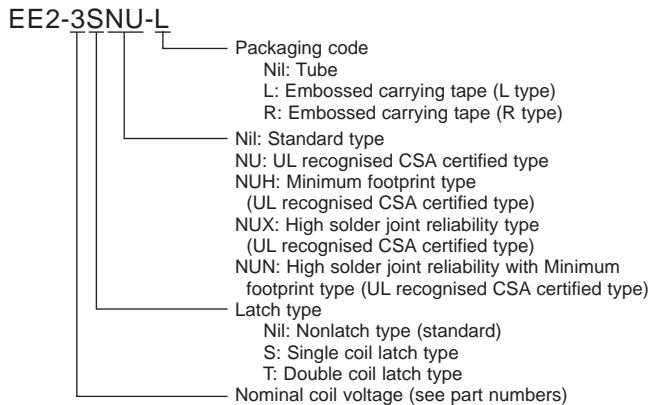 EE2-3SNU-L
Packaging code
Nil: Tube
L: Embossed carrying tape (L type)
R: Embossed carrying tape (R type)
Nil: Standard type
NU: UL recognised CSA certified type
NUH: Minimum footprint type
(UL recognised CSA certified type)
NUX: High solder joint reliability type
(UL recognised CSA certified type)
NUN: High solder joint reliability with Minimum
footprint type (UL recognised CSA certified type)
Latch type
Nil: Nonlatch type (standard)
S: Single coil latch type
T: Double coil latch type
Nominal coil voltage (see part numbers)